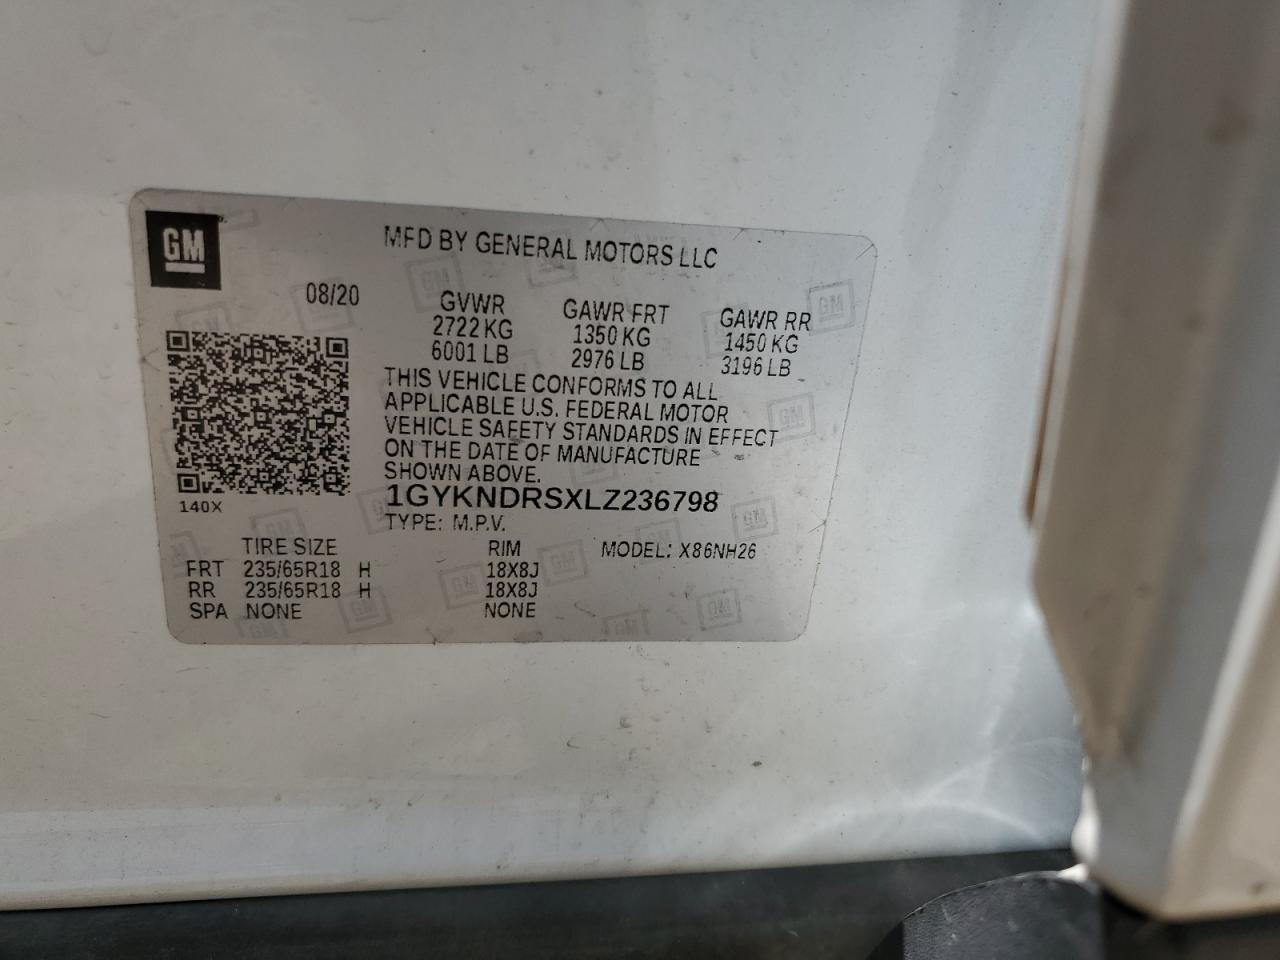 GM
MFD BY GENERAL MOTORS LLC
08/20
GVWR GAWR FRT GAWR RR
2722 KG 1350 KG 1450 KG
6001 LB 2976 LB 3196 LB
THIS VEHICLE CONFORMS TO ALL
APPLICABLE U.S. FEDERAL MOTOR
VEHICLE SAFETY STANDARDS IN EFFECT
ON THE DATE OF MANUFACTURE
SHOWN ABOVE.
140X
1GYKNDRSXLZ236798
TYPE: M.P.V.
TIRE SIZE RIM MODEL: X86NH26
FRT 235/65R18 H 18X8J
RR 235/65R18 H 18X8J
SPA NONE NONE